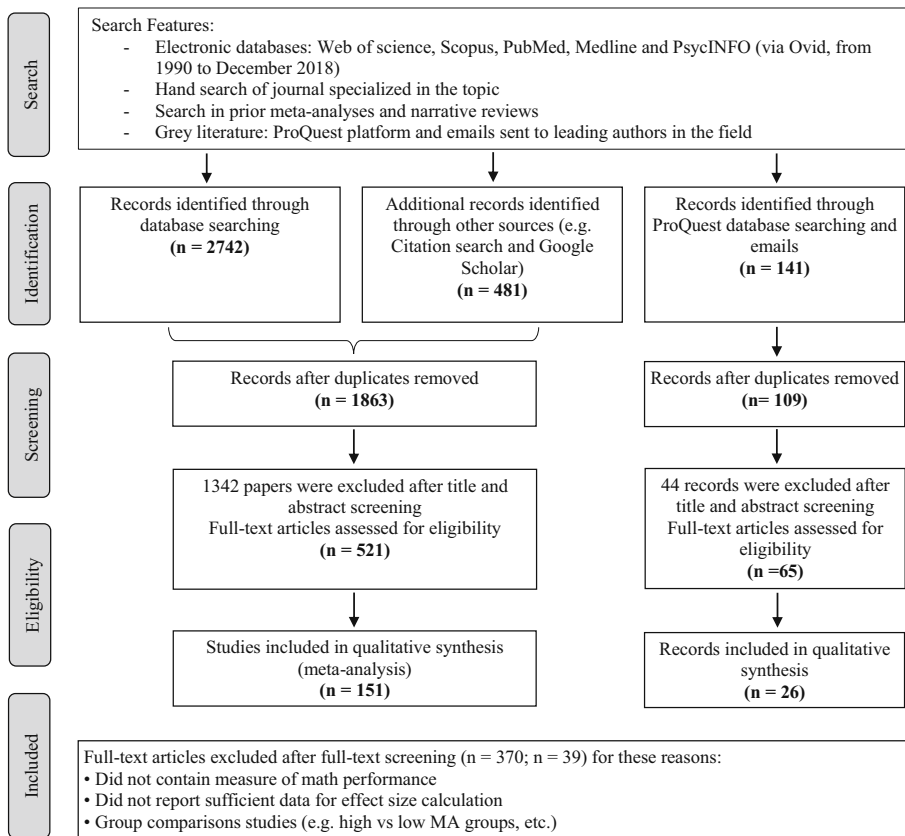 Search
Search Features:
- Electronic databases: Web of science, Scopus, PubMed, Medline and PsycINFO (via Ovid, from
1990 to December 2018)
- Hand search of journal specialized in the topic
- Search in prior meta-analyses and narrative reviews
- Grey literature: ProQuest platform and emails sent to leading authors in the field
Identification
Records identified through
database searching
(n = 2742)
Additional records identified
through other sources (e.g.
Citation search and Google
Scholar)
(n = 481)
Records identified through
ProQuest database searching and
emails
(n = 141)
Screening
Records after duplicates removed
(n = 1863)
Records after duplicates removed
(n= 109)
1342 papers were excluded after title and
abstract screening
Full-text articles assessed for eligibility
(n = 521)
44 records were excluded after
title and abstract screening
Full-text articles assessed for
eligibility
(n =65)
Eligibility
Studies included in qualitative synthesis
(meta-analysis)
(n = 151)
Records included in qualitative
synthesis
(n = 26)
Included
Full-text articles excluded after full-text screening (n = 370; n = 39) for these reasons:
• Did not contain measure of math performance
• Did not report sufficient data for effect size calculation
• Group comparisons studies (e.g. high vs low MA groups, etc.)